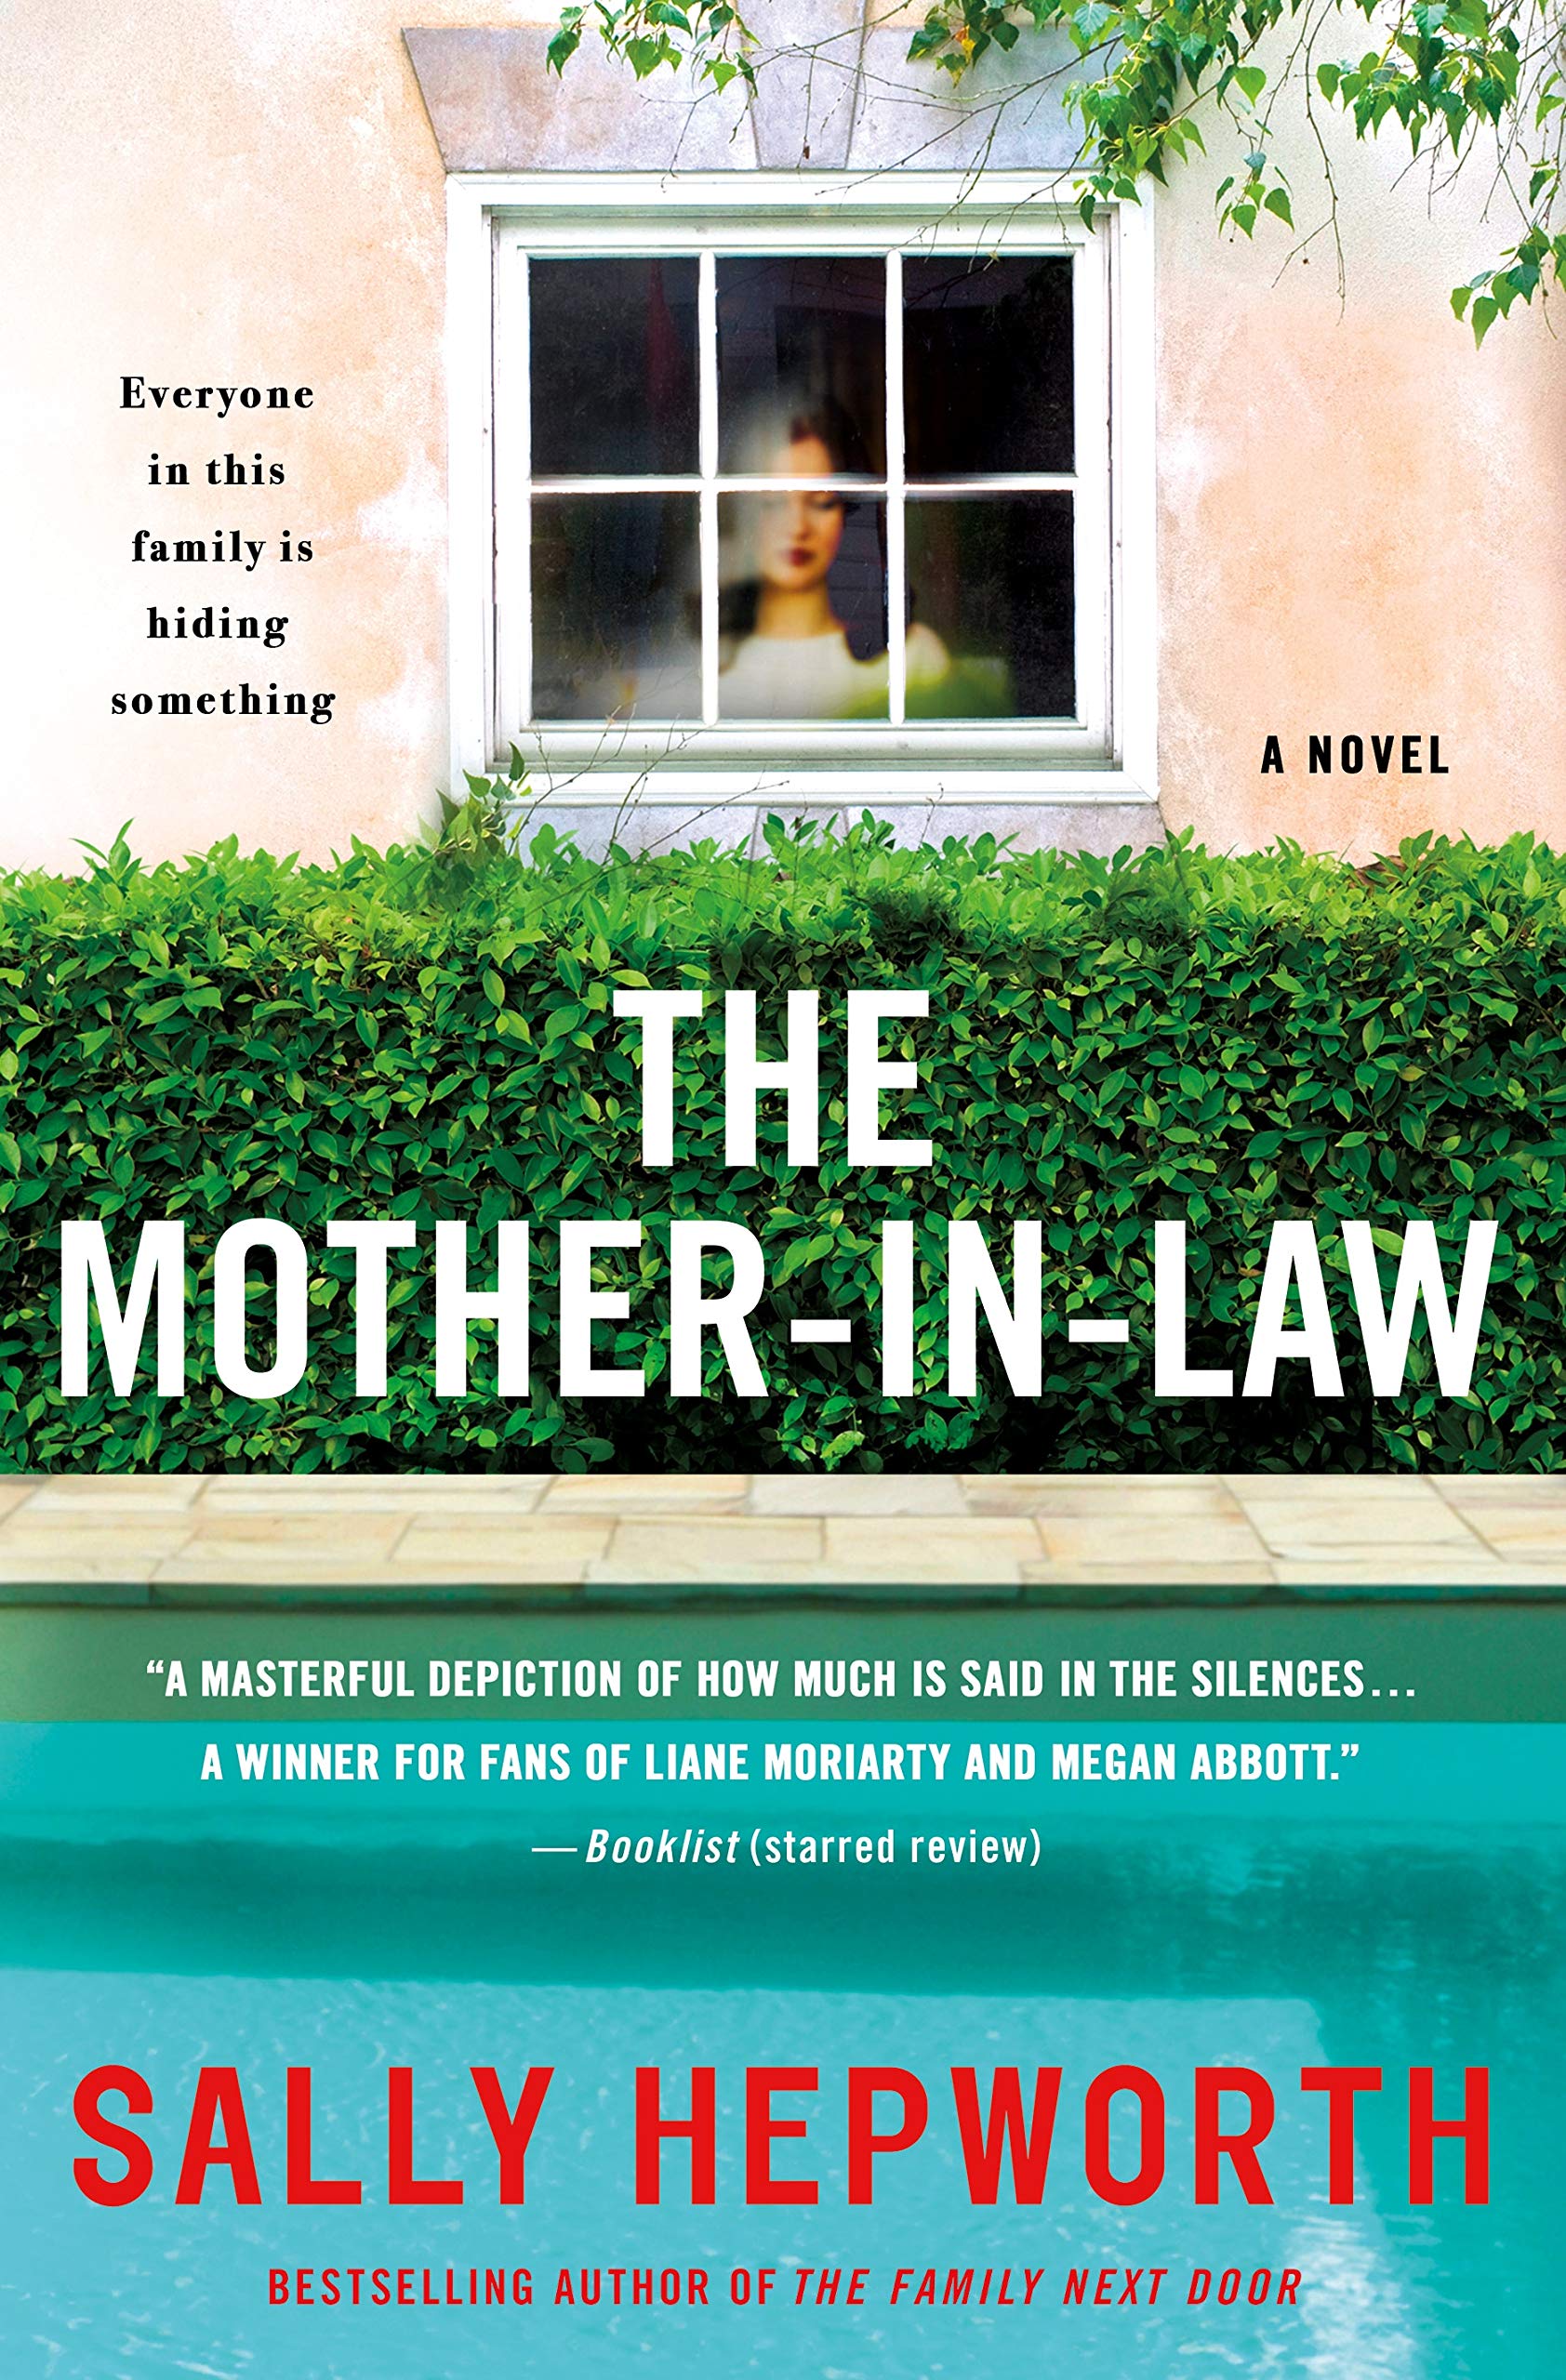 Everyone
in this
family is
hiding
something
A NOVEL
THE
MOTHER-IN-LAW
“A MASTERFUL DEPICTION OF HOW MUCH IS SAID IN THE SILENCES...
A WINNER FOR FANS OF LIANE MORIARTY AND MEGAN ABBOTT.”
—Booklist (starred review)
SALLY HEPWORTH
BESTSELLING AUTHOR OF THE FAMILY NEXT DOOR